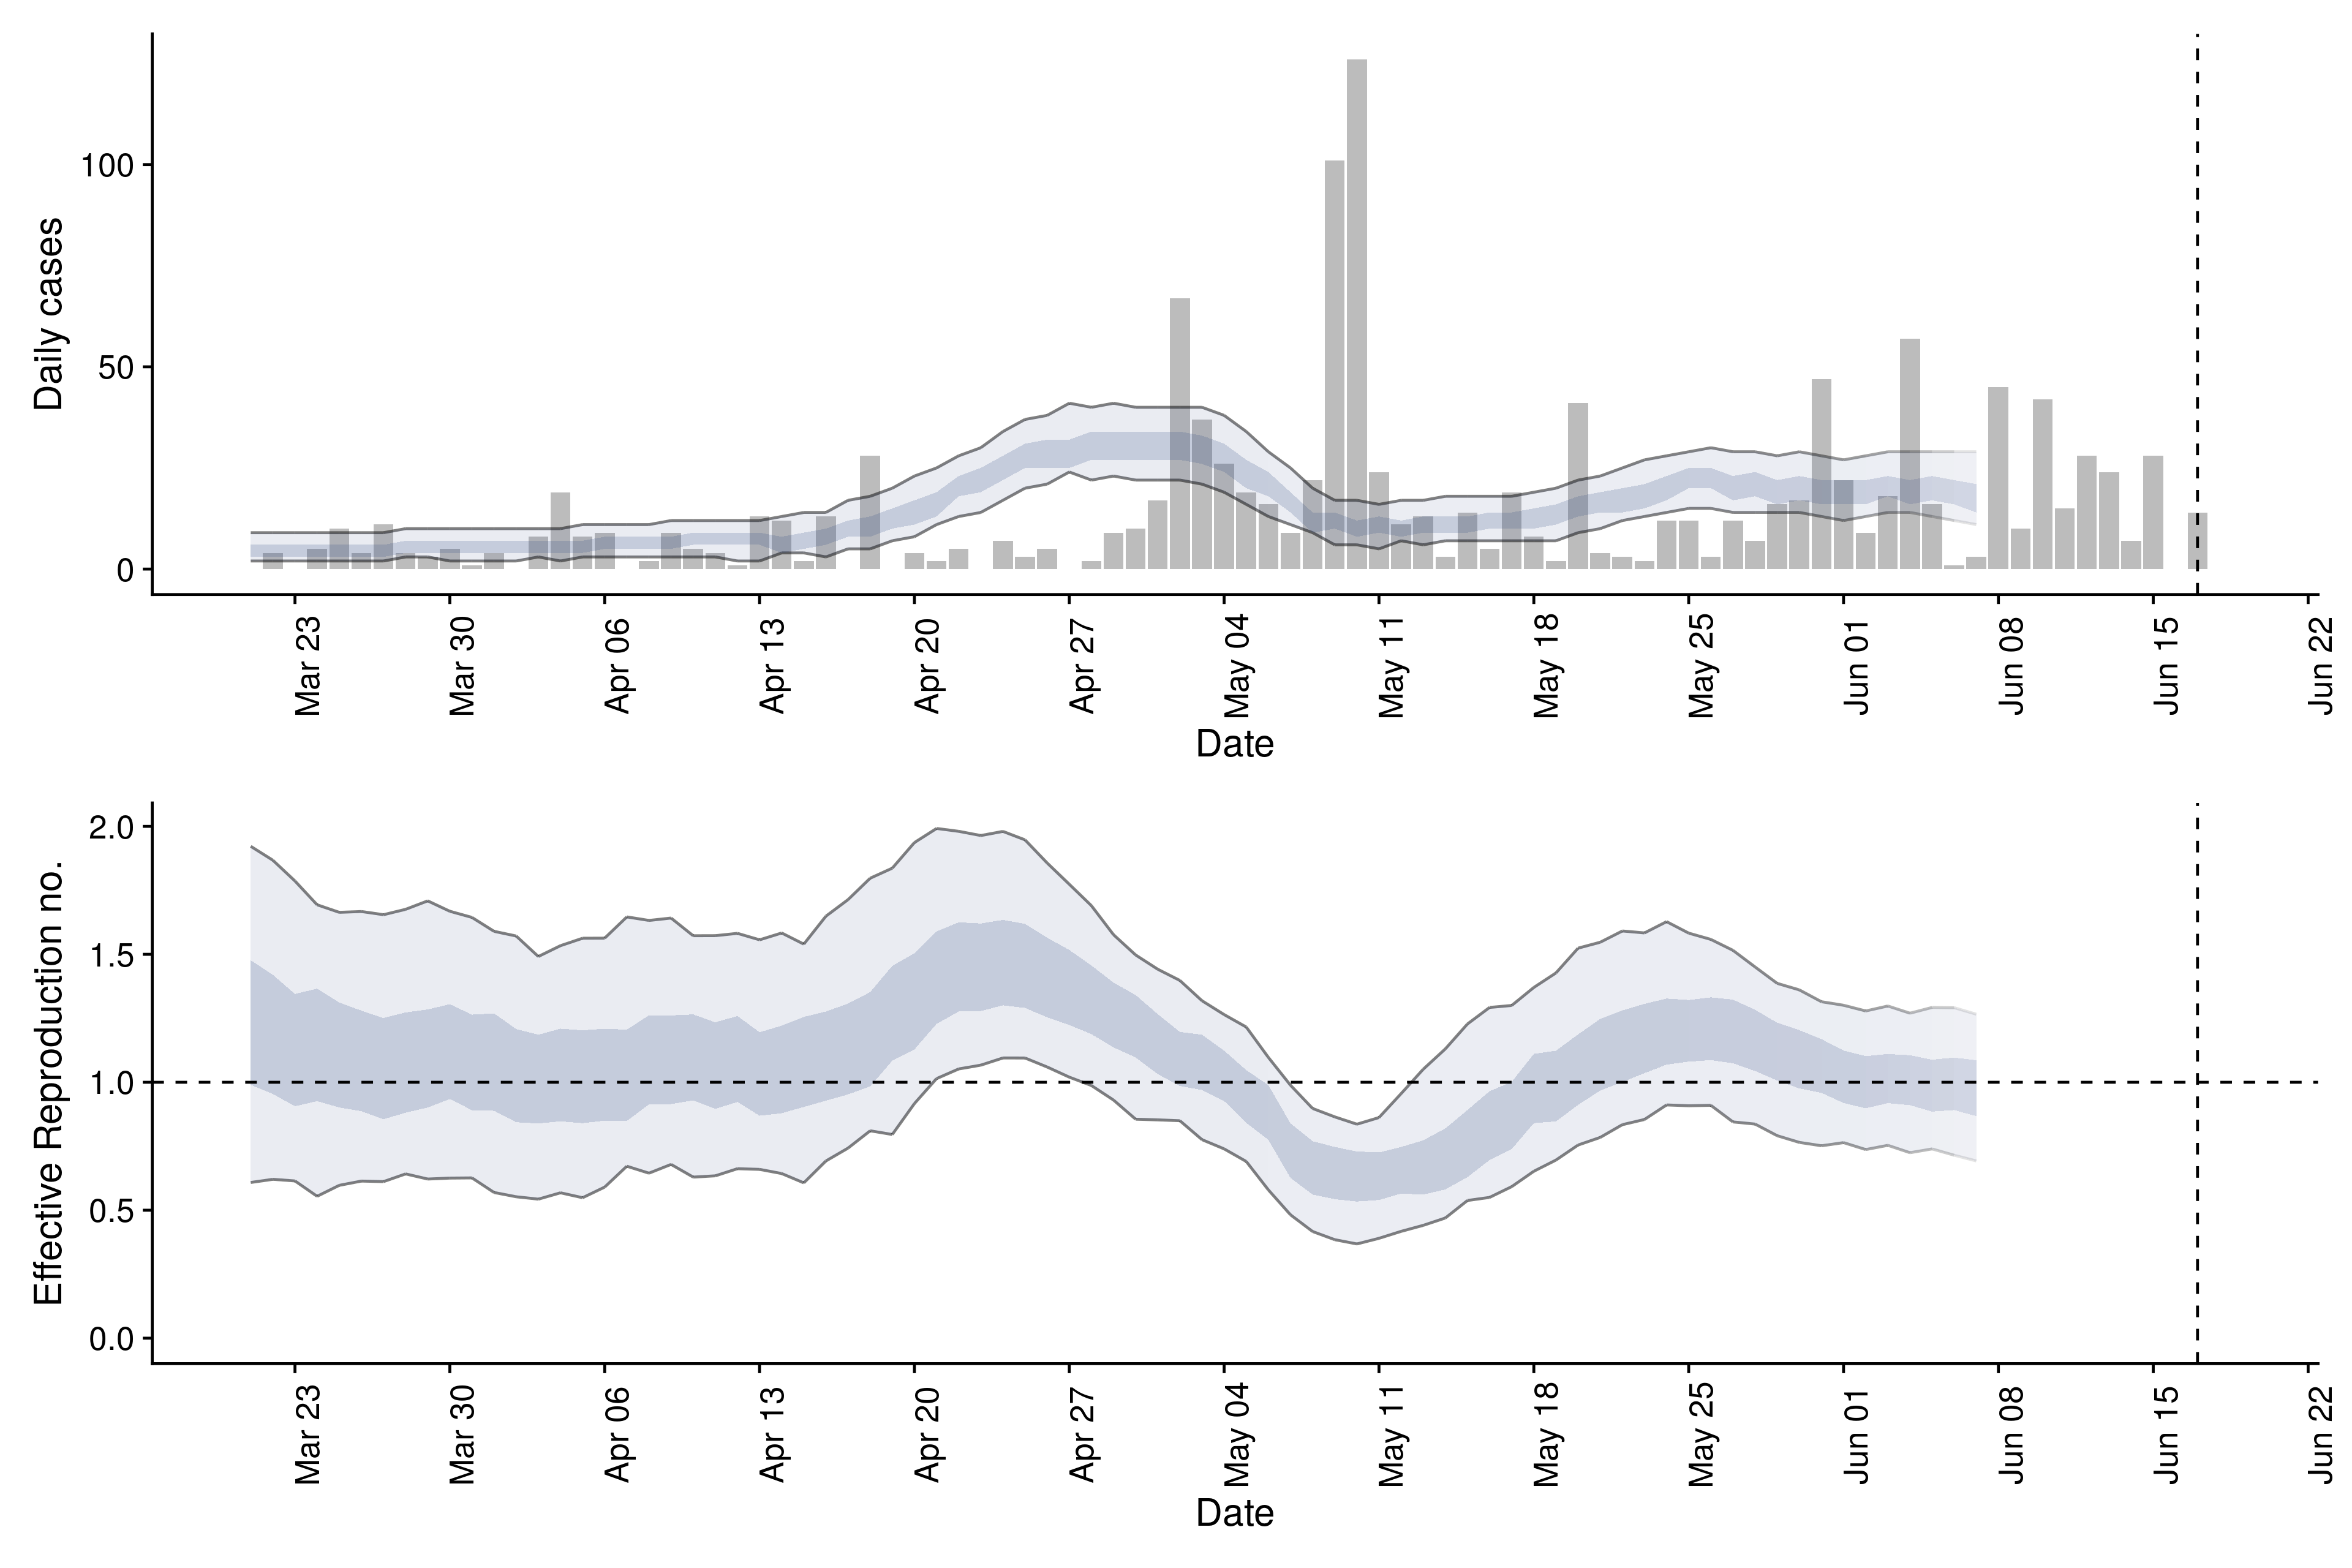 Daily cases
100
50
0
Mar 23
Mar 30
Apr 06
Apr 13
Apr 20
Apr 27
May 04
May 11
May 18
May 25
Jun 01
Jun 08
Jun 15
Jun 22
Date
Effective Reproduction no.
2.0
1.5
1.0
0.5
0.0
Mar 23
Mar 30
Apr 06
Apr 13
Apr 20
Apr 27
May 04
May 11
May 18
May 25
Jun 01
Jun 08
Jun 15
Jun 22
Date